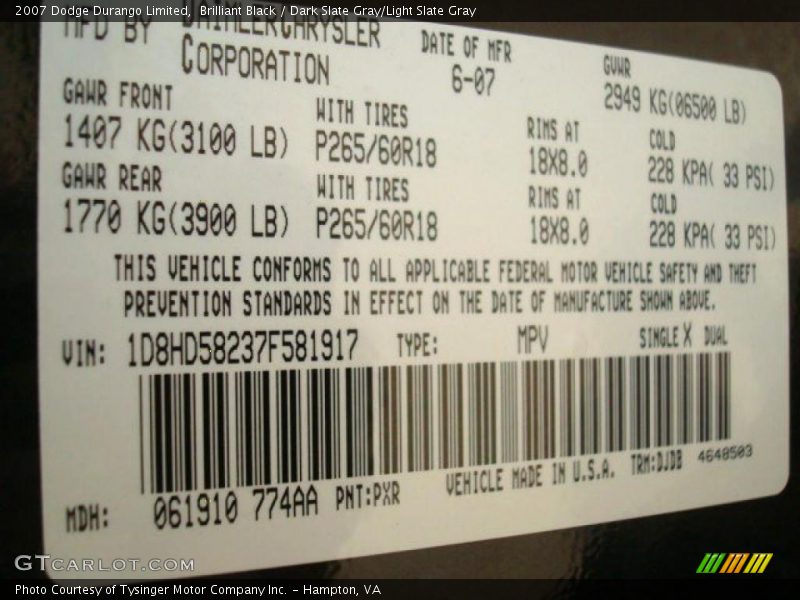 2007 Dodge Durango Limited,  Brilliant Black / Dark Slate Gray/Light Slate Gray
MFD BY DAIMLERCHRYSLER CORPORATION
DATE OF MFR
6-07
GVWR
2949 KG(06500 LB)
GAWR FRONT
1407 KG(3100 LB)
WITH TIRES
P265/60R18
RIMS AT
18X8.0
COLD
228 KPA( 33 PSI)
GAWR REAR
1770 KG(3900 LB)
WITH TIRES
P265/60R18
RIMS AT
18X8.0
COLD
228 KPA( 33 PSI)
THIS VEHICLE CONFORMS TO ALL APPLICABLE FEDERAL MOTOR VEHICLE SAFETY AND THEFT
PREVENTION STANDARDS IN EFFECT ON THE DATE OF MANUFACTURE SHOWN ABOVE.
VIN: 1D8HD58237F581917 TYPE: MPV SINGLE X DUAL
MDH: 061910 774AA PNT:PXR VEHICLE MADE IN U.S.A. TRM:DJDB 4648503
GTCARLOT.COM
Photo Courtesy of Tysinger Motor Company Inc. – Hampton, VA